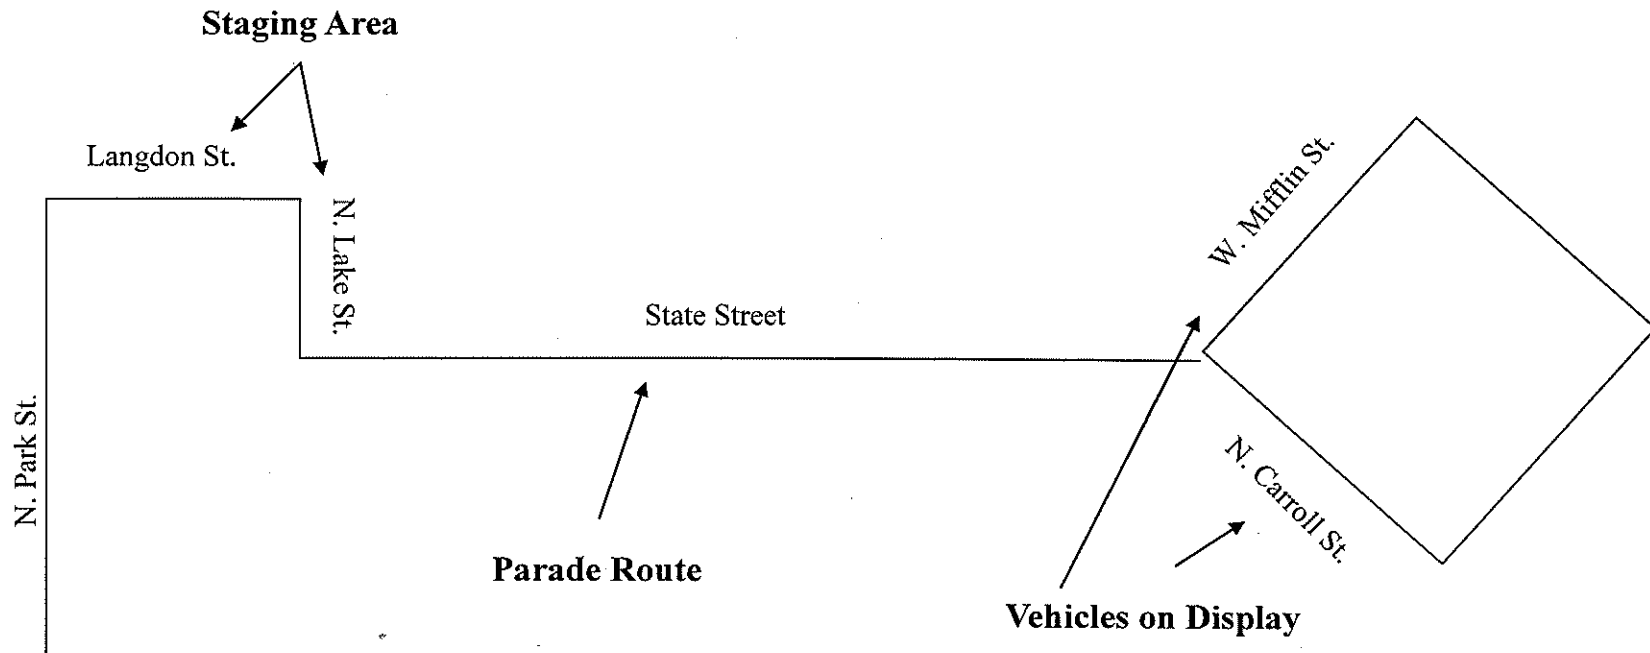 Staging Area
Langdon St.
N. Lake St.
W. Mifflin St.
State Street
N. Park St.
N. Carroll St.
Parade Route
Vehicles on Display